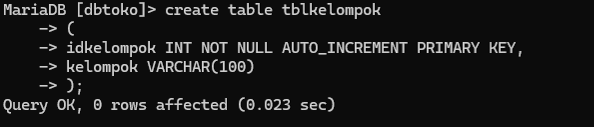 MariaDB [dbtoko]> create table tblkelompok
    -> (
    -> idkelompok INT NOT NULL AUTO_INCREMENT PRIMARY KEY,
    -> kelompok VARCHAR(100)
    -> );
Query OK, 0 rows affected (0.023 sec)